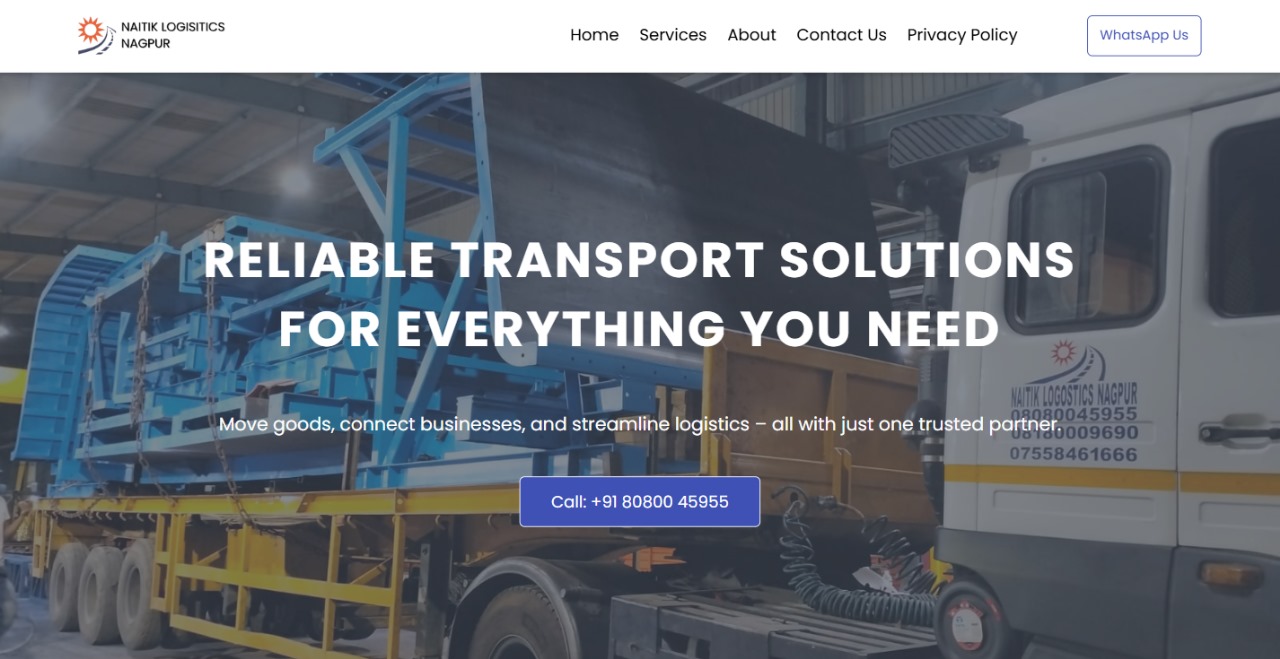 NAITIK LOGISITICS
NAGPUR
Home Services About Contact Us Privacy Policy
WhatsApp Us
RELIABLE TRANSPORT SOLUTIONS
FOR EVERYTHING YOU NEED
Move goods, connect businesses, and streamline logistics – all with just one trusted partner.
Call: +91 80800 45955
NAITIK LOGOSTICS NAGPUR
08080045955
08180009690
07558461666